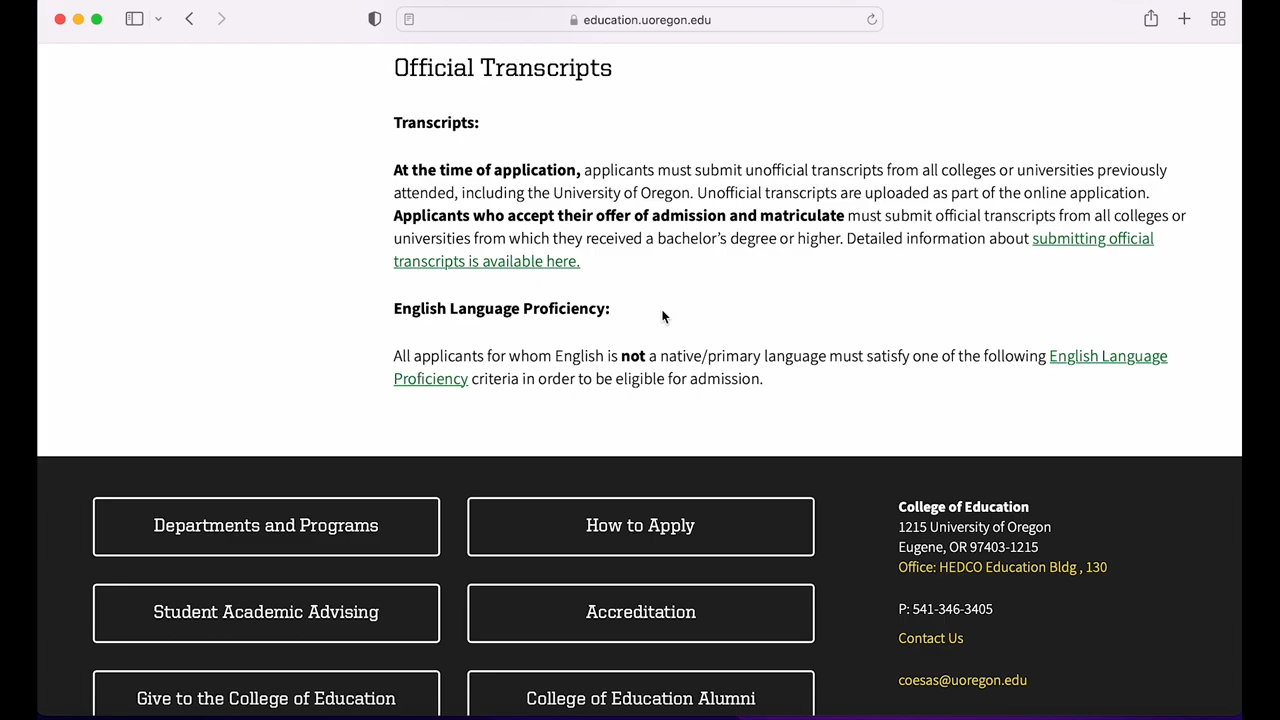 education.uoregon.edu
Official Transcripts
Transcripts:
At the time of application, applicants must submit unofficial transcripts from all colleges or universities previously
attended, including the University of Oregon. Unofficial transcripts are uploaded as part of the online application.
Applicants who accept their offer of admission and matriculate must submit official transcripts from all colleges or
universities from which they received a bachelor’s degree or higher. Detailed information about submitting official
transcripts is available here.
English Language Proficiency:
All applicants for whom English is not a native/primary language must satisfy one of the following English Language
Proficiency criteria in order to be eligible for admission.
Departments and Programs
How to Apply
Student Academic Advising
Accreditation
Give to the College of Education
College of Education Alumni
College of Education
1215 University of Oregon
Eugene, OR 97403-1215
Office: HEDCO Education Bldg , 130
P: 541-346-3405
Contact Us
coesas@uoregon.edu